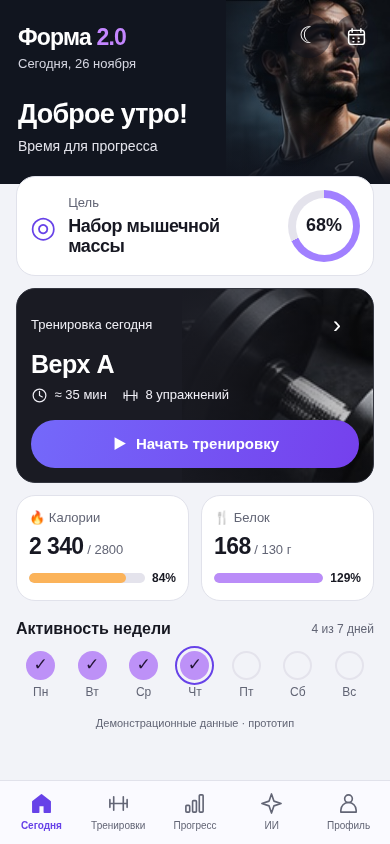 Форма 2.0
Сегодня, 26 ноября
Доброе утро!
Время для прогресса
Цель
Набор мышечной
массы
68%
Тренировка сегодня
Верх А
≈ 35 мин
8 упражнений
Начать тренировку
Калории
2 340 / 2800
84%
Белок
168 / 130 г
129%
Активность недели
4 из 7 дней
Пн Вт Ср Чт Пт Сб Вс
Демонстрационные данные · прототип
Сегодня Тренировки Прогресс ИИ Профиль